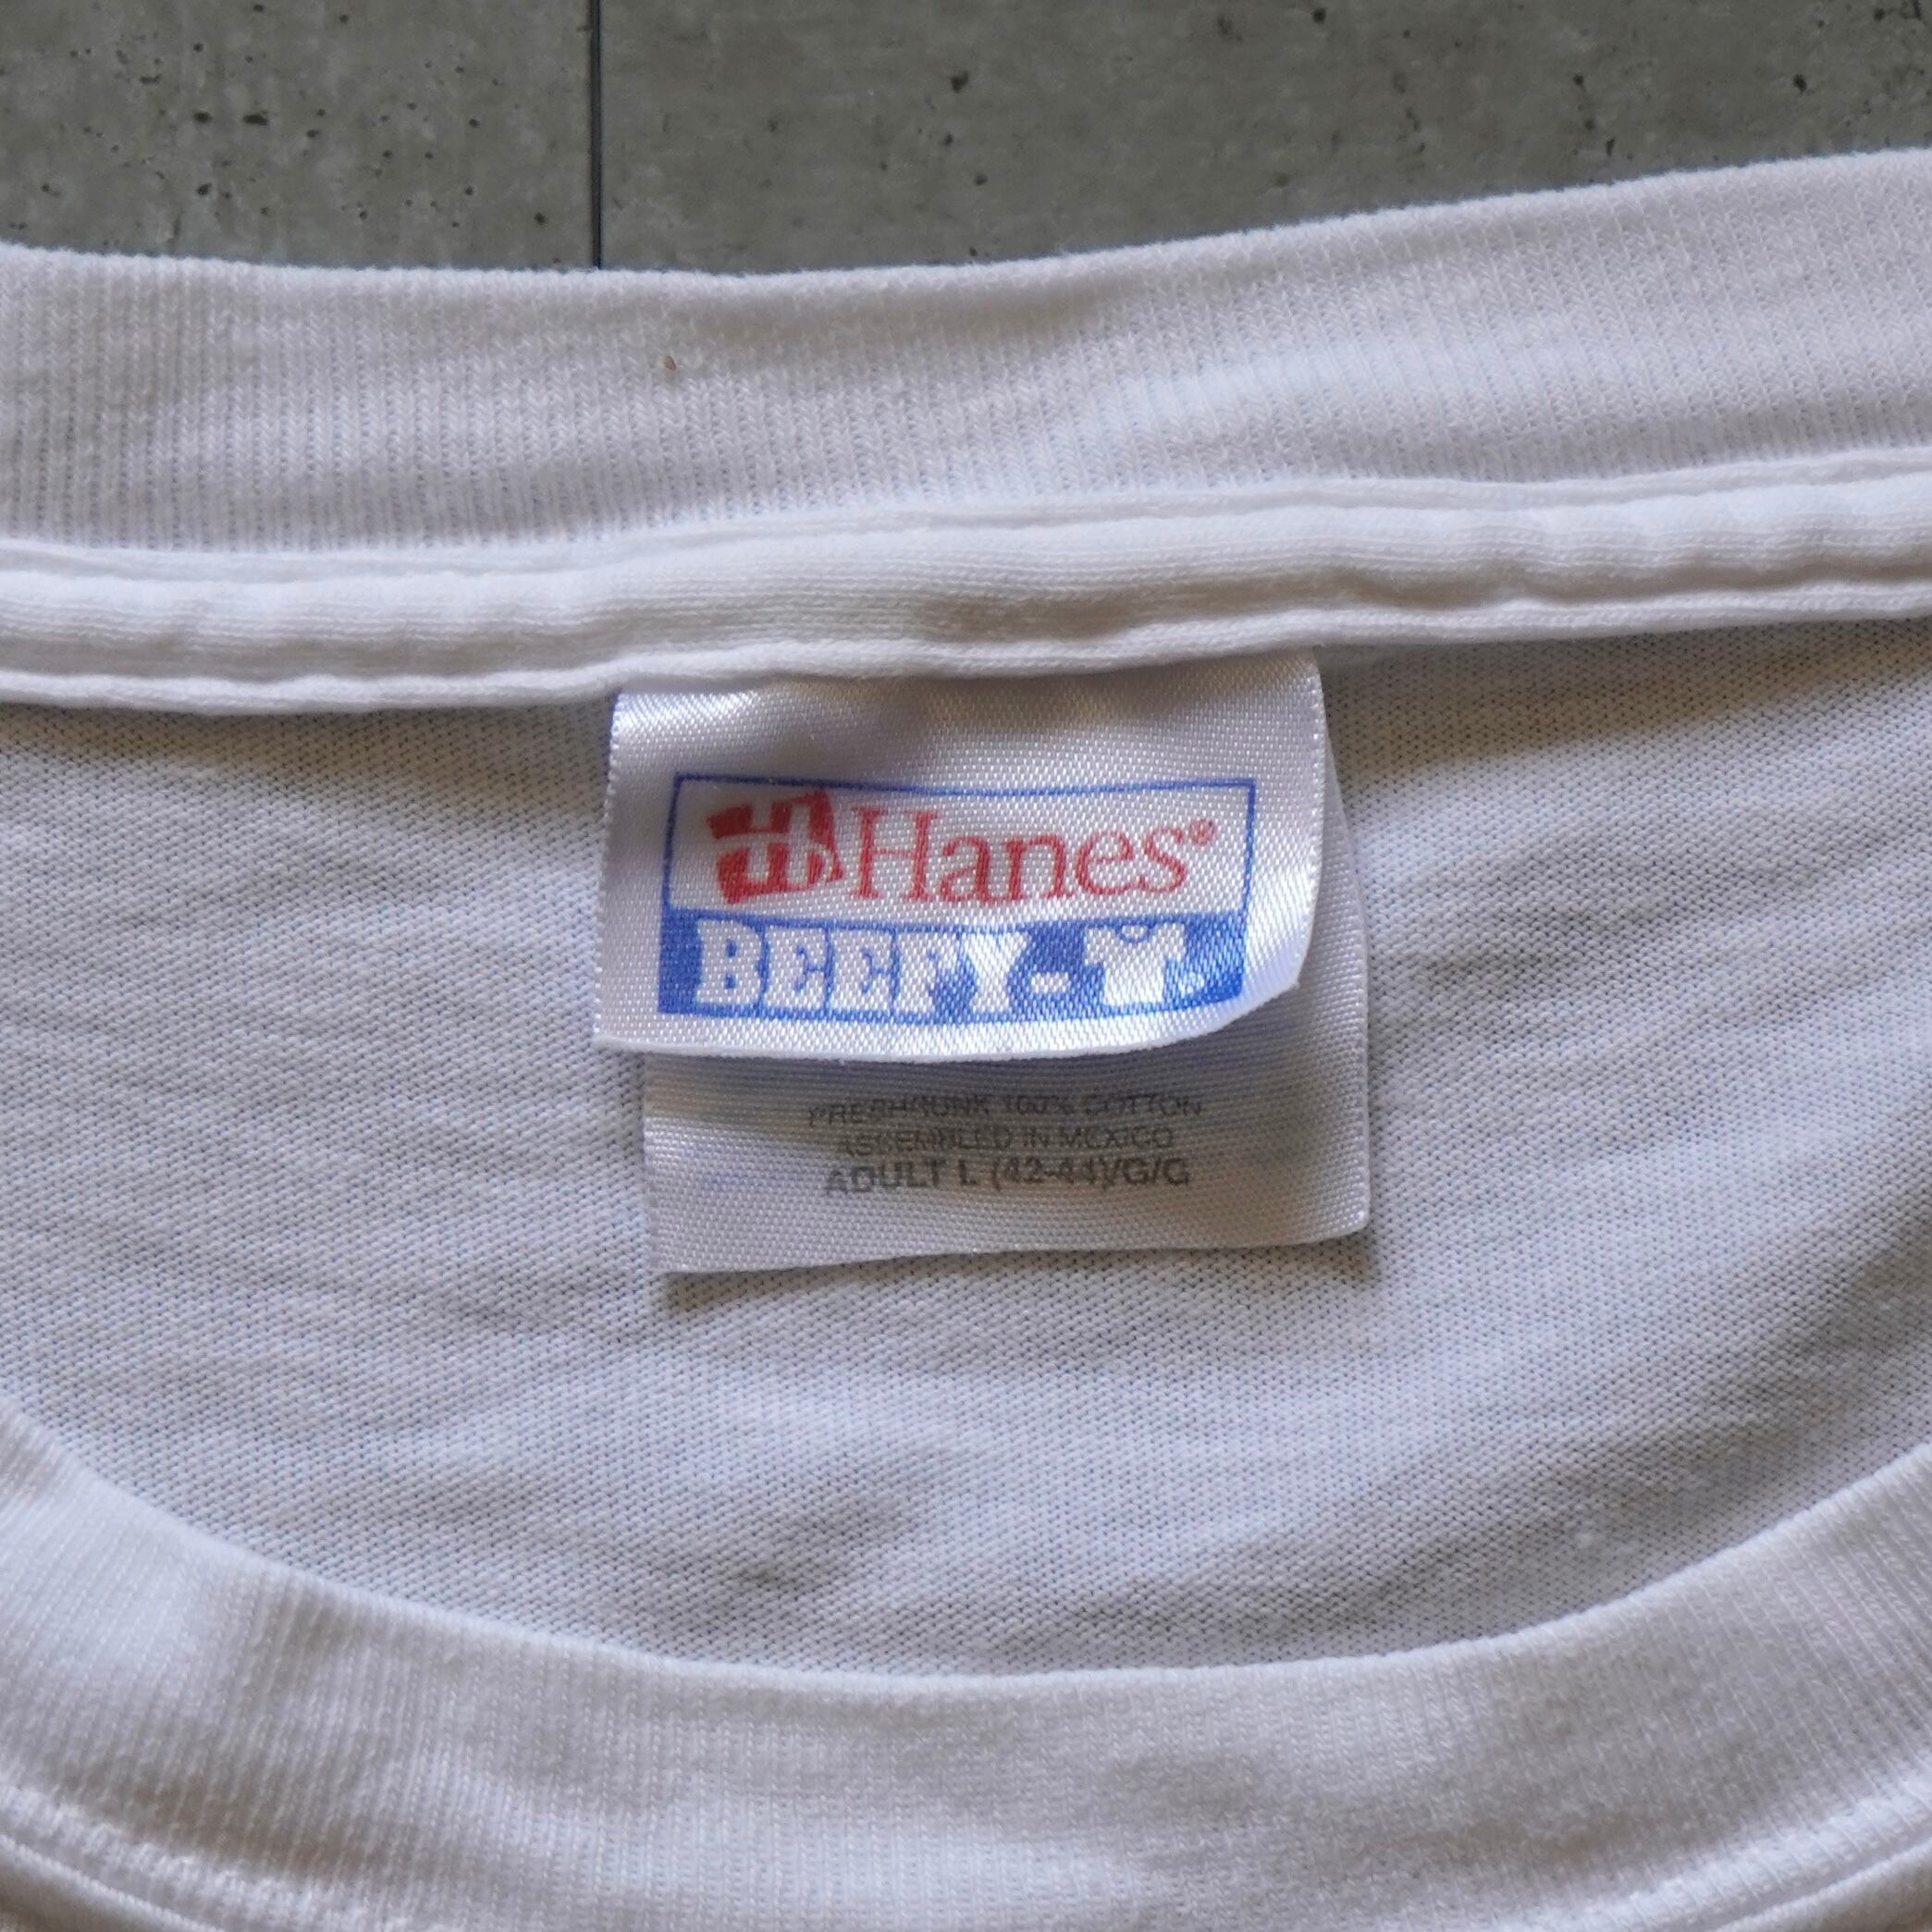 Hanes®
BEEFY-T®
PRESHRUNK 100% COTTON
ASSEMBLED IN MEXICO
ADULT L (42-44)/G/G